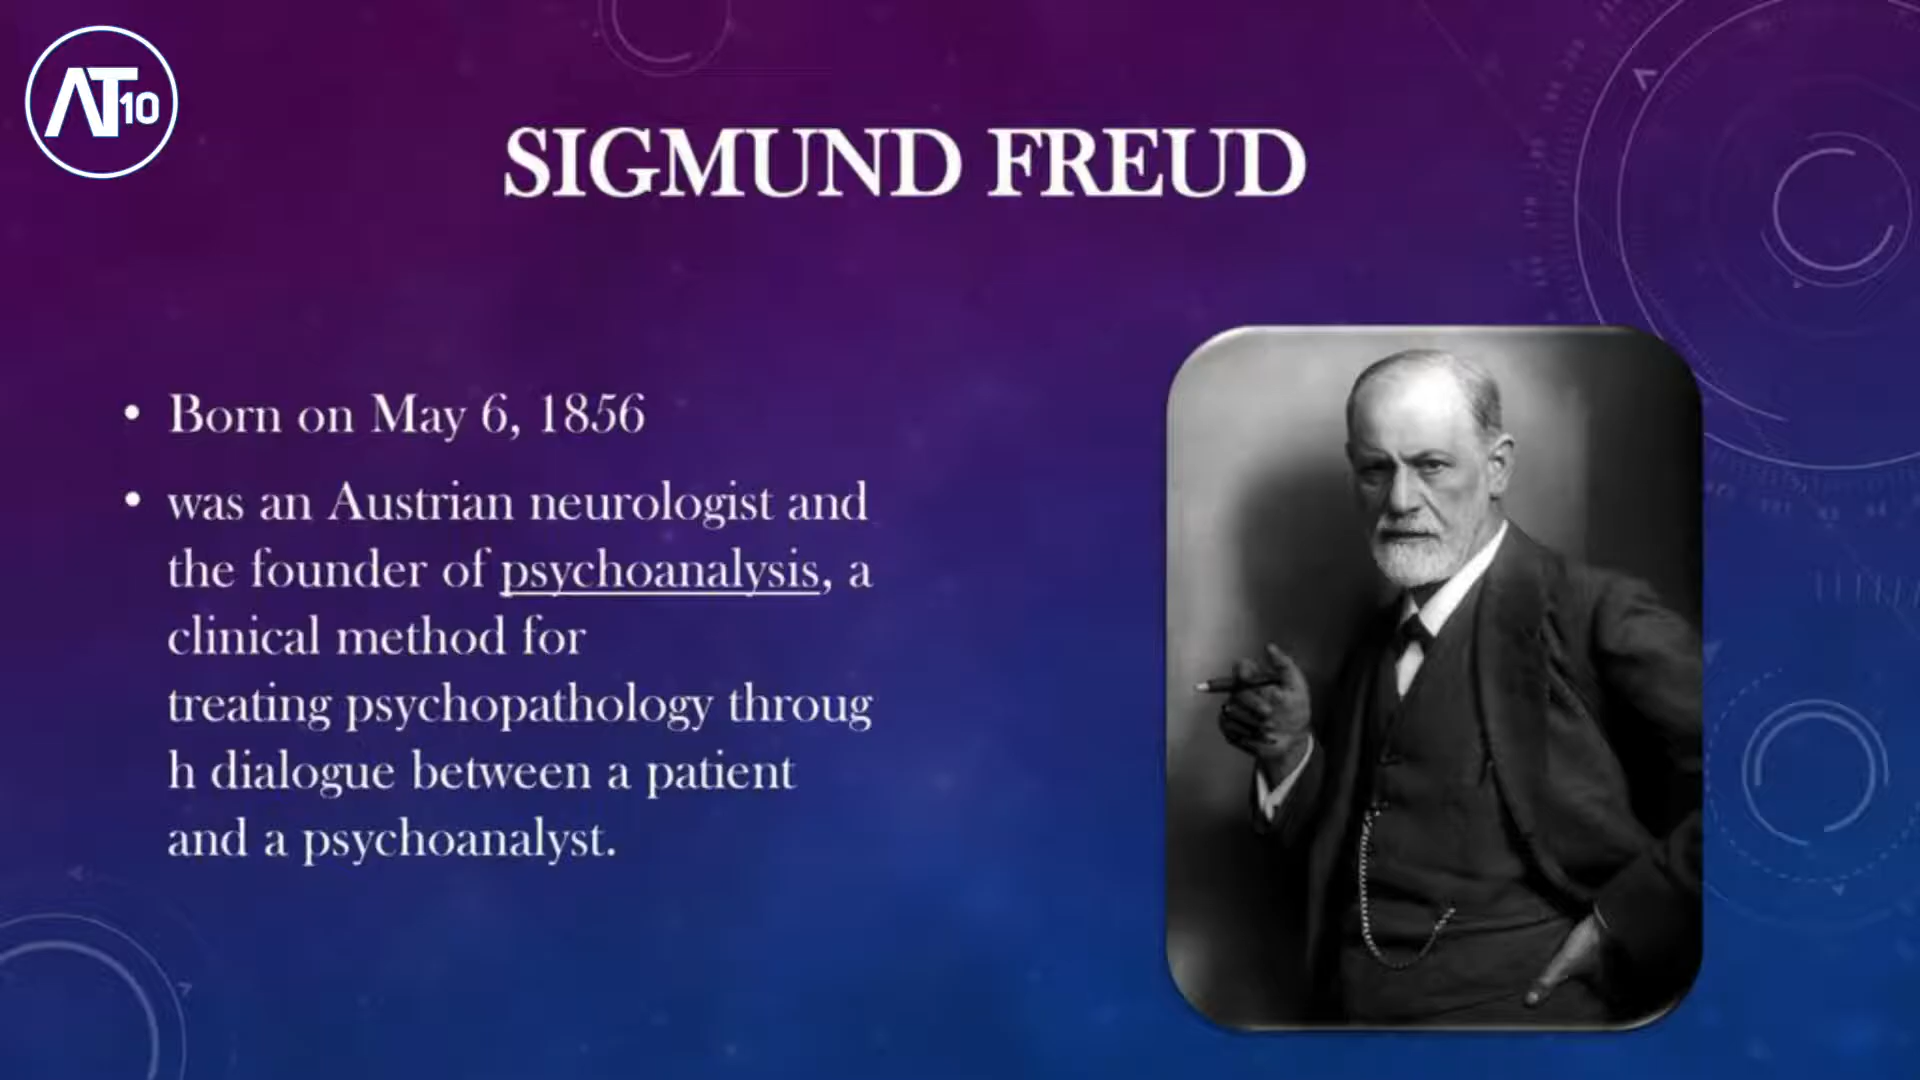 AT10
SIGMUND FREUD
• Born on May 6, 1856
• was an Austrian neurologist and
the founder of psychoanalysis, a
clinical method for
treating psychopathology throug
h dialogue between a patient
and a psychoanalyst.